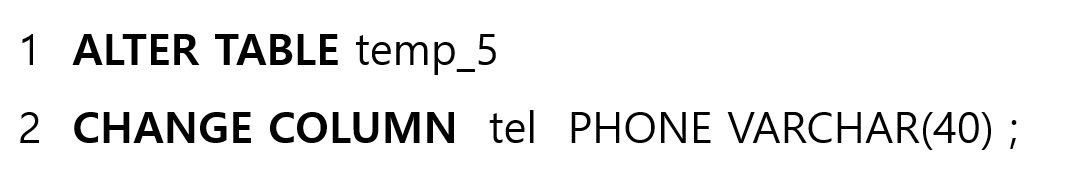 1 ALTER TABLE temp_5
2 CHANGE COLUMN tel PHONE VARCHAR(40) ;